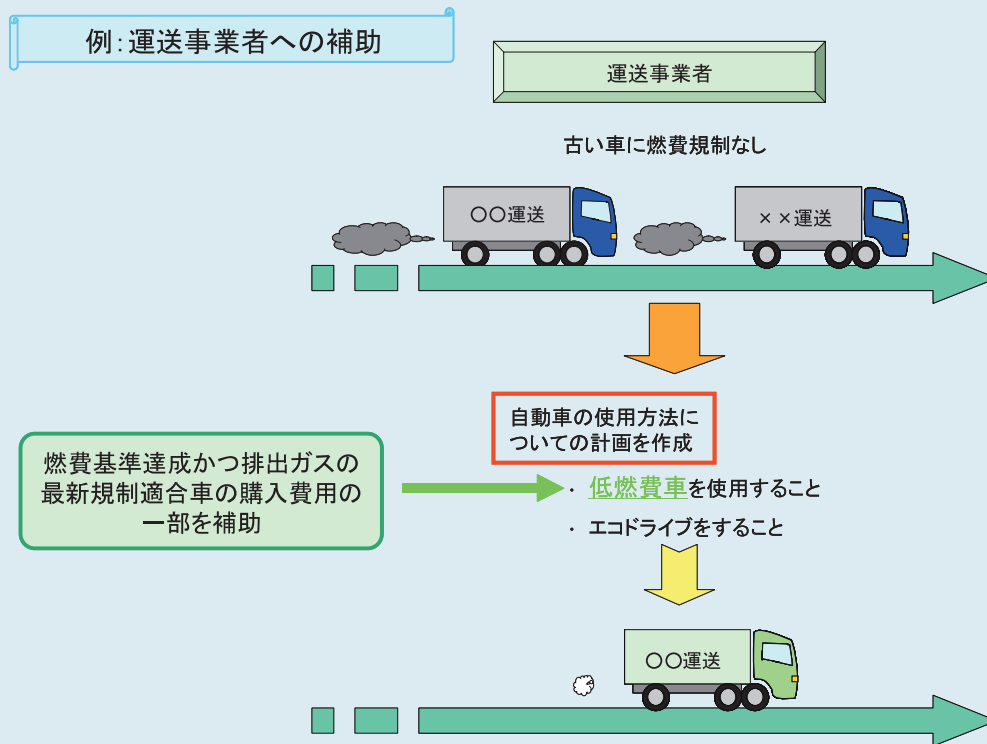 例:運送事業者への補助
運送事業者
古い車に燃費規制なし
〇〇運送
××運送
自動車の使用方法に
ついての計画を作成
燃費基準達成かつ排出ガスの
最新規制適合車の購入費用の
一部を補助
・ 低燃費車を使用すること
・ エコドライブをすること
〇〇運送